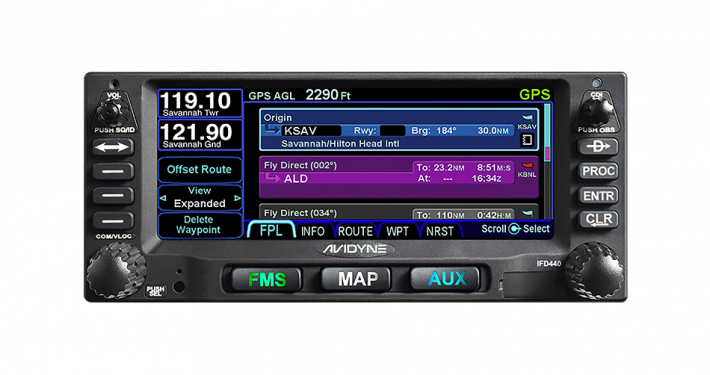 VOL
PUSH SQ/ID
COM/VLOC
PUSH
SEL
119.10
Savannah Twr
121.90
Savannah Gnd
Offset Route
View
Expanded
Delete
Waypoint
GPS AGL 2290 Ft GPS
Origin
KSAV Rwy: Brg: 184° 30.0NM
Savannah/Hilton Head Intl
KSAV
Fly Direct (002°) To: 23.2NM 8:51M:S
ALD At: --- 16:34Z
KBNL
Fly Direct (034°) To: 110NM 0:42H:M
FPL INFO ROUTE WPT NRST Scroll Select
AVIDYNE
IFD440
FMS MAP AUX
CDI
PUSH OBS
D
PROC
ENTR
CLR